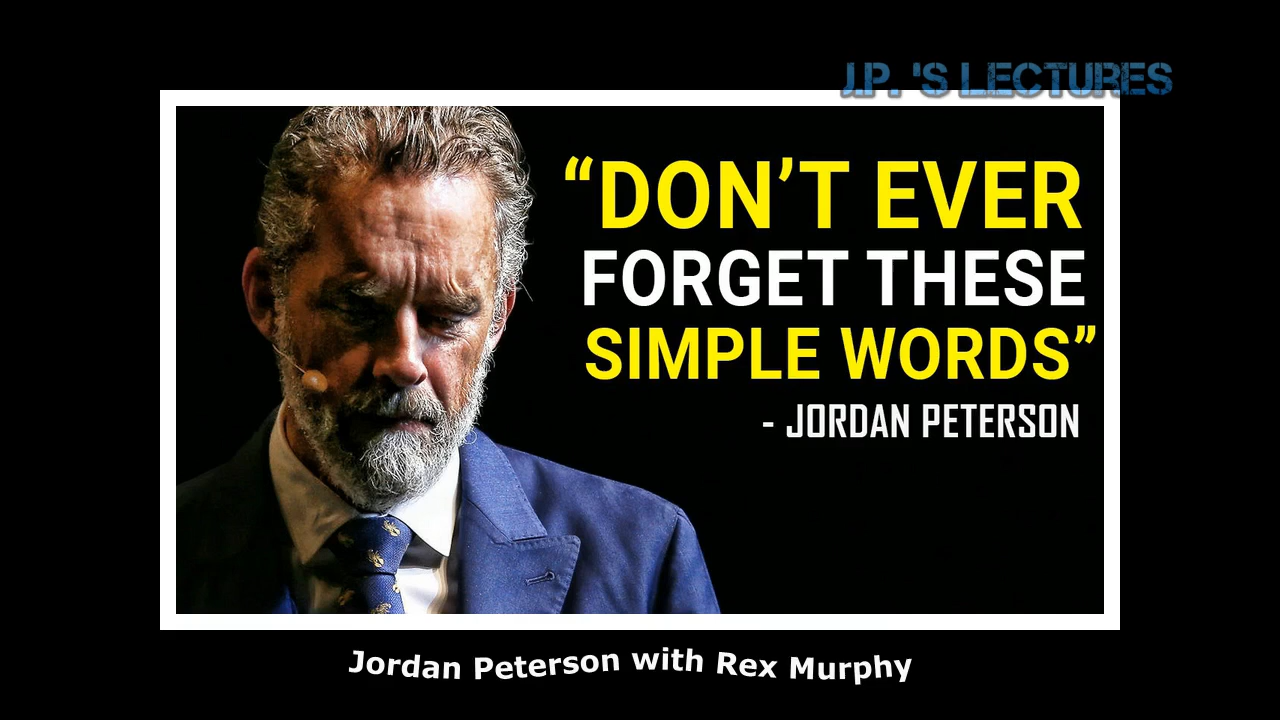 J.P. 'S LECTURES
“DON’T EVER
FORGET THESE
SIMPLE WORDS”
- JORDAN PETERSON
Jordan Peterson with Rex Murphy